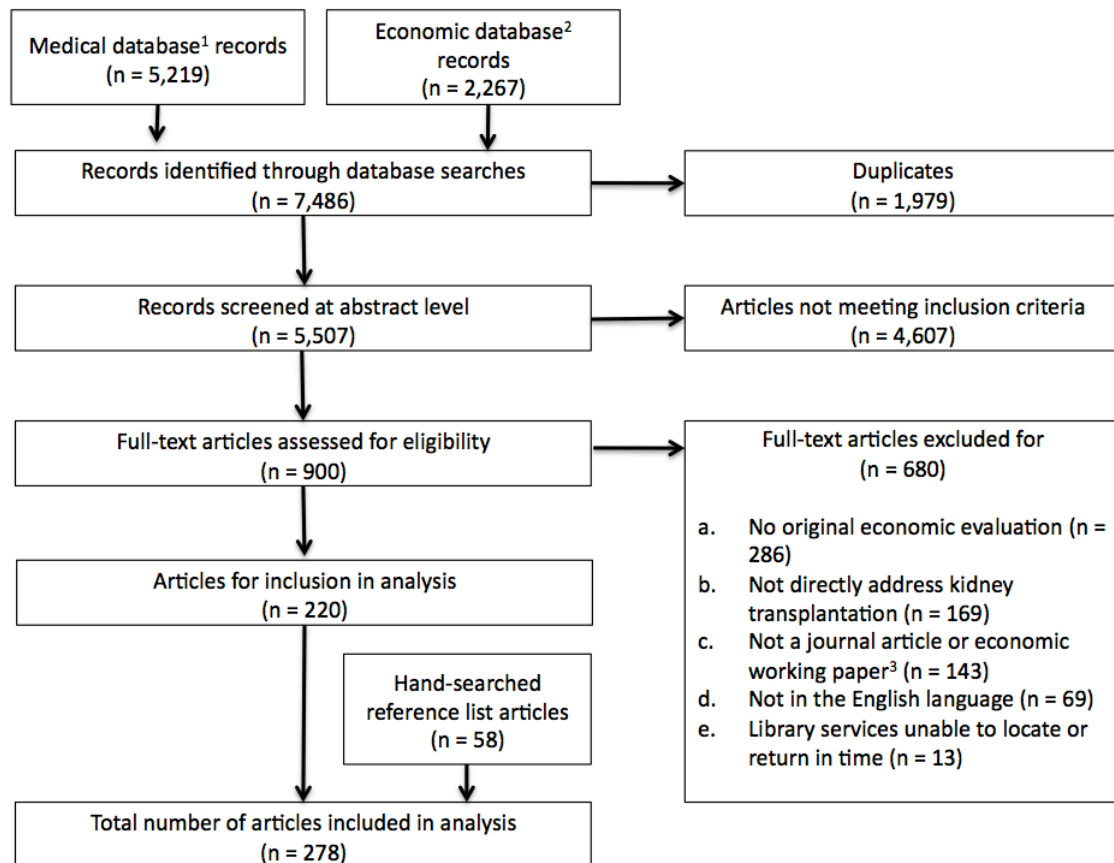 Medical database¹ records
(n = 5,219)
Economic database²
records
(n = 2,267)
Records identified through database searches
(n = 7,486)
Duplicates
(n = 1,979)
Records screened at abstract level
(n = 5,507)
Articles not meeting inclusion criteria
(n = 4,607)
Full-text articles assessed for eligibility
(n = 900)
Full-text articles excluded for
(n = 680)
a. No original economic evaluation (n =
286)
b. Not directly address kidney
transplantation (n = 169)
c. Not a journal article or economic
working paper³ (n = 143)
d. Not in the English language (n = 69)
e. Library services unable to locate or
return in time (n = 13)
Articles for inclusion in analysis
(n = 220)
Hand-searched
reference list articles
(n = 58)
Total number of articles included in analysis
(n = 278)